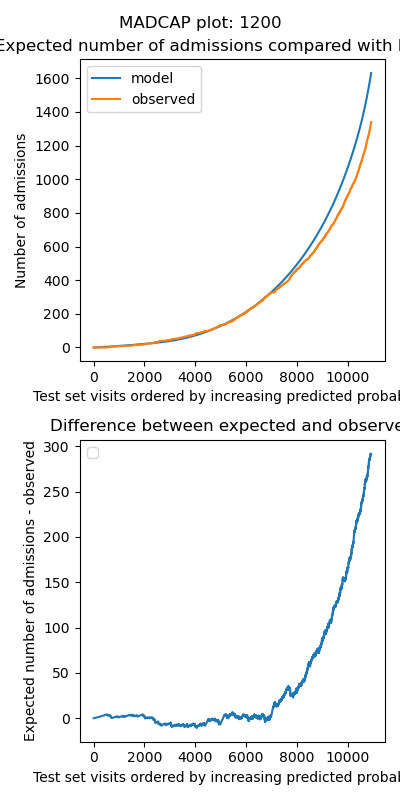 MADCAP plot: 1200
Expected number of admissions compared with
model
observed
1600
1400
1200
1000
800
600
400
200
0
Number of admissions
0 2000 4000 6000 8000 10000
Test set visits ordered by increasing predicted probab
Difference between expected and observe
300
250
200
150
100
50
0
Expected number of admissions - observed
0 2000 4000 6000 8000 10000
Test set visits ordered by increasing predicted probab